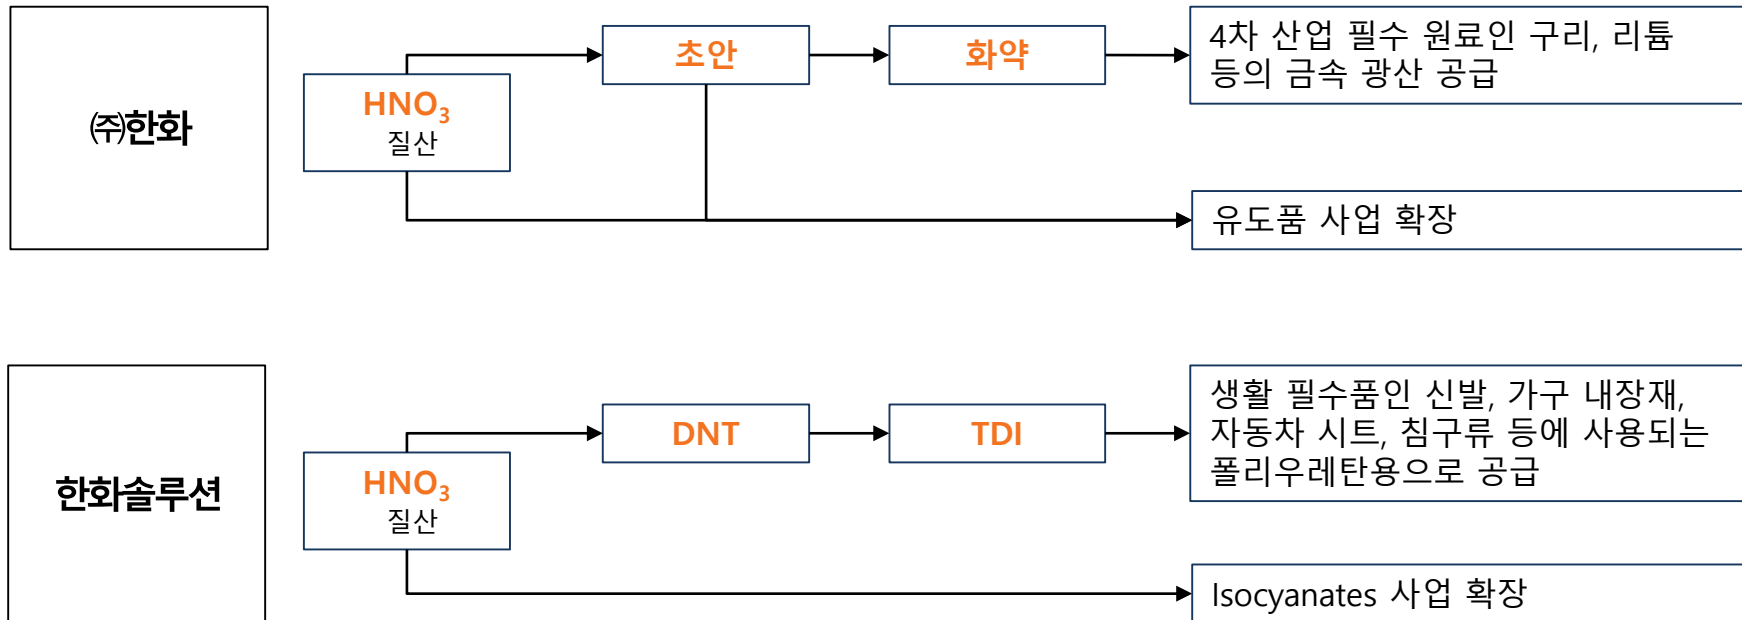 ㈜한화
HNO₃
질산
초안
화약
4차 산업 필수 원료인 구리, 리튬
등의 금속 광산 공급
유도품 사업 확장
한화솔루션
HNO₃
질산
DNT
TDI
생활 필수품인 신발, 가구 내장재,
자동차 시트, 침구류 등에 사용되는
폴리우레탄용으로 공급
Isocyanates 사업 확장